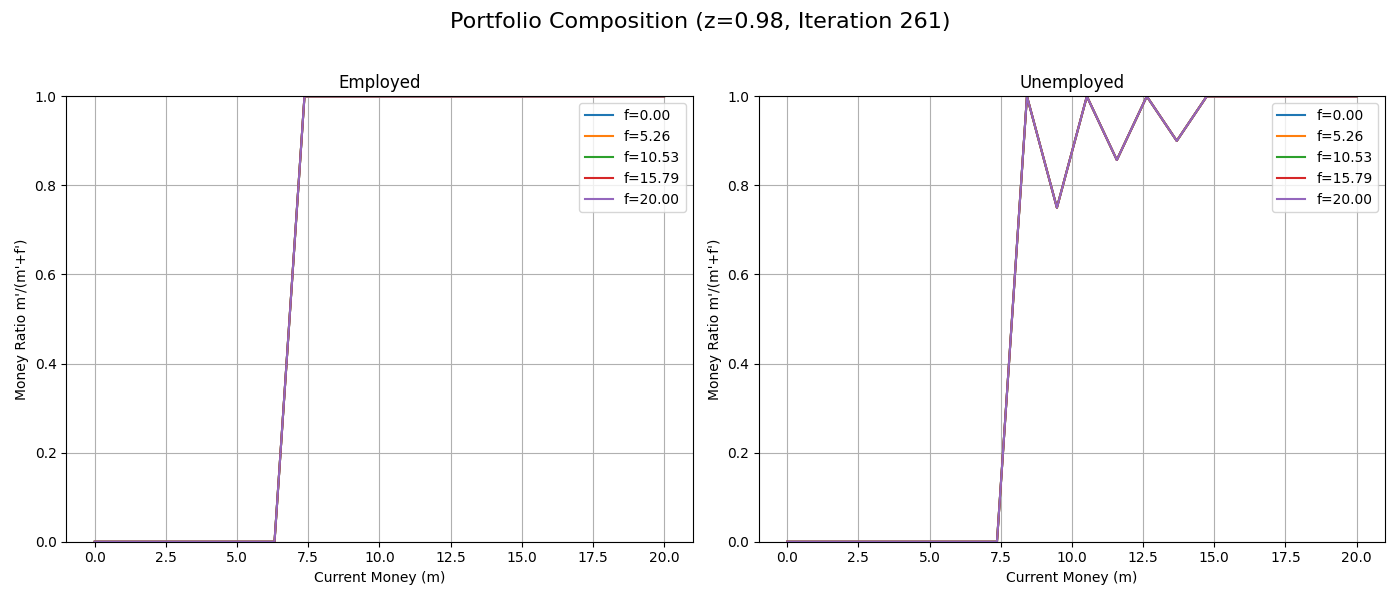 Portfolio Composition (z=0.98, Iteration 261)
Employed
Money Ratio m'/(m'+f')
1.0
0.8
0.6
0.4
0.2
0.0
f=0.00
f=5.26
f=10.53
f=15.79
f=20.00
0.0 2.5 5.0 7.5 10.0 12.5 15.0 17.5 20.0
Current Money (m)
Unemployed
Money Ratio m'/(m'+f')
1.0
0.8
0.6
0.4
0.2
0.0
f=0.00
f=5.26
f=10.53
f=15.79
f=20.00
0.0 2.5 5.0 7.5 10.0 12.5 15.0 17.5 20.0
Current Money (m)